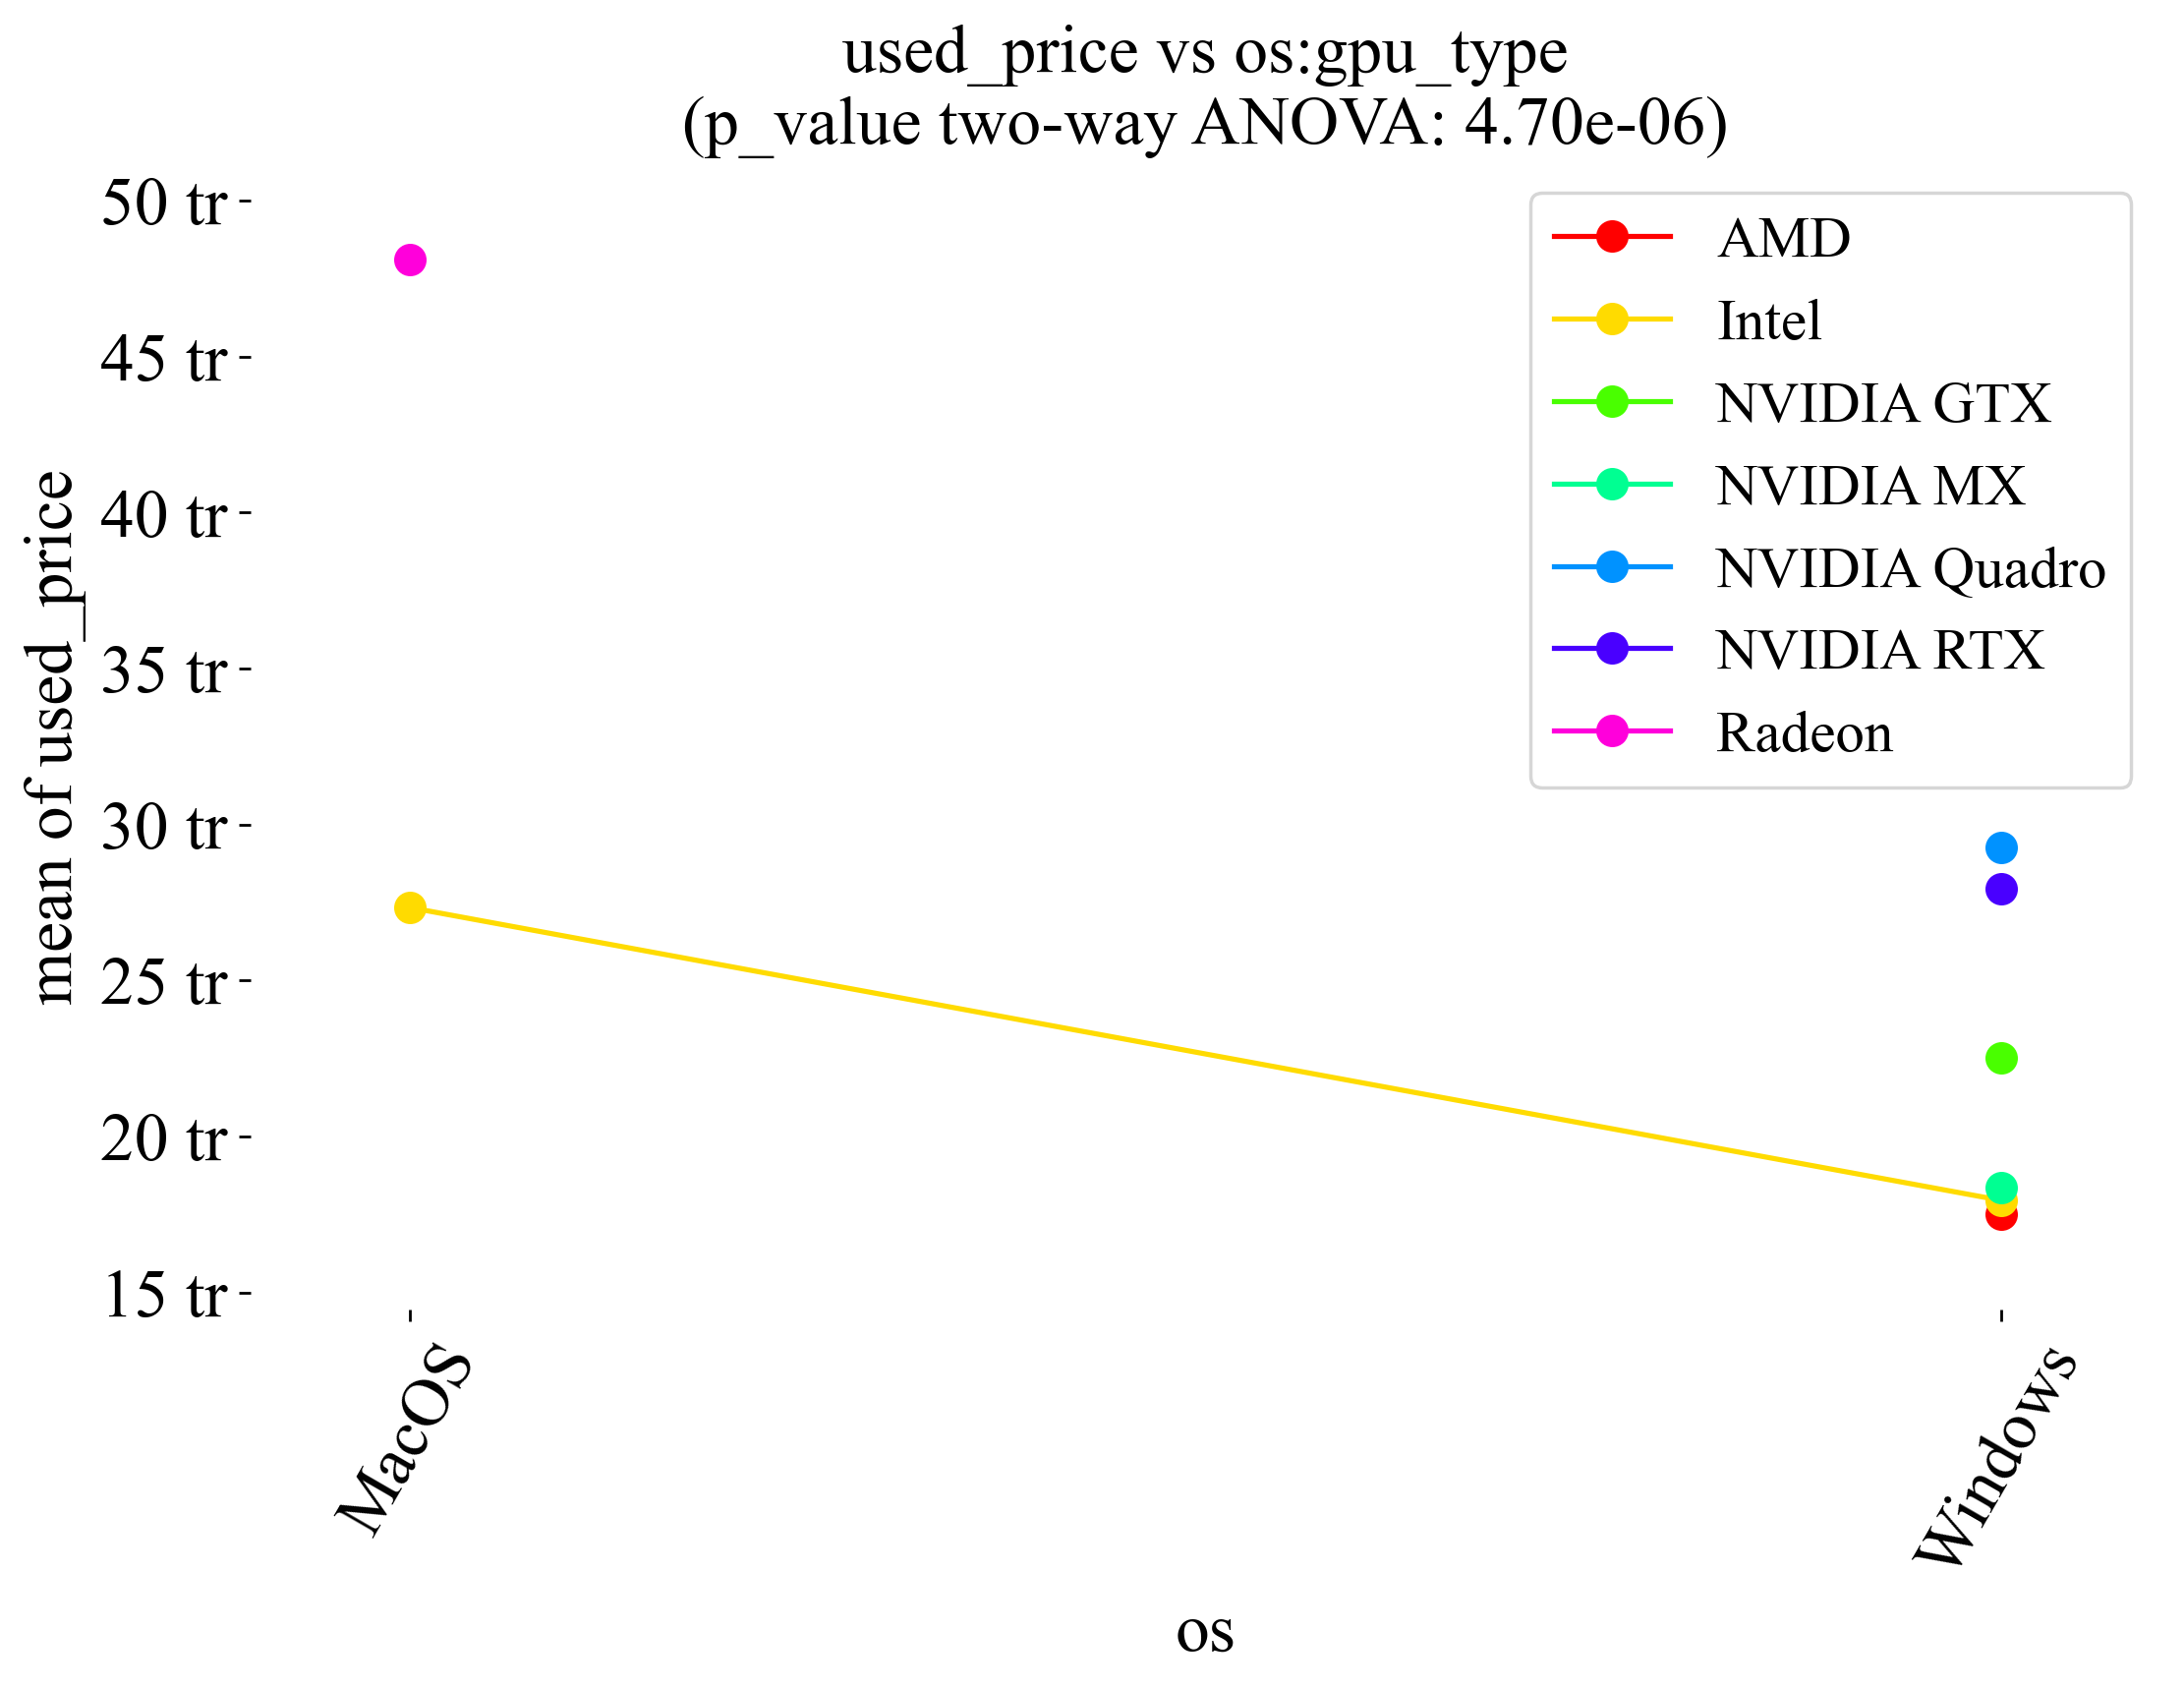 used_price vs os:gpu_type
(p_value two-way ANOVA: 4.70e-06)
50 tr
45 tr
40 tr
35 tr
30 tr
25 tr
20 tr
15 tr
mean of used_price
AMD
Intel
NVIDIA GTX
NVIDIA MX
NVIDIA Quadro
NVIDIA RTX
Radeon
MacOS
Windows
os